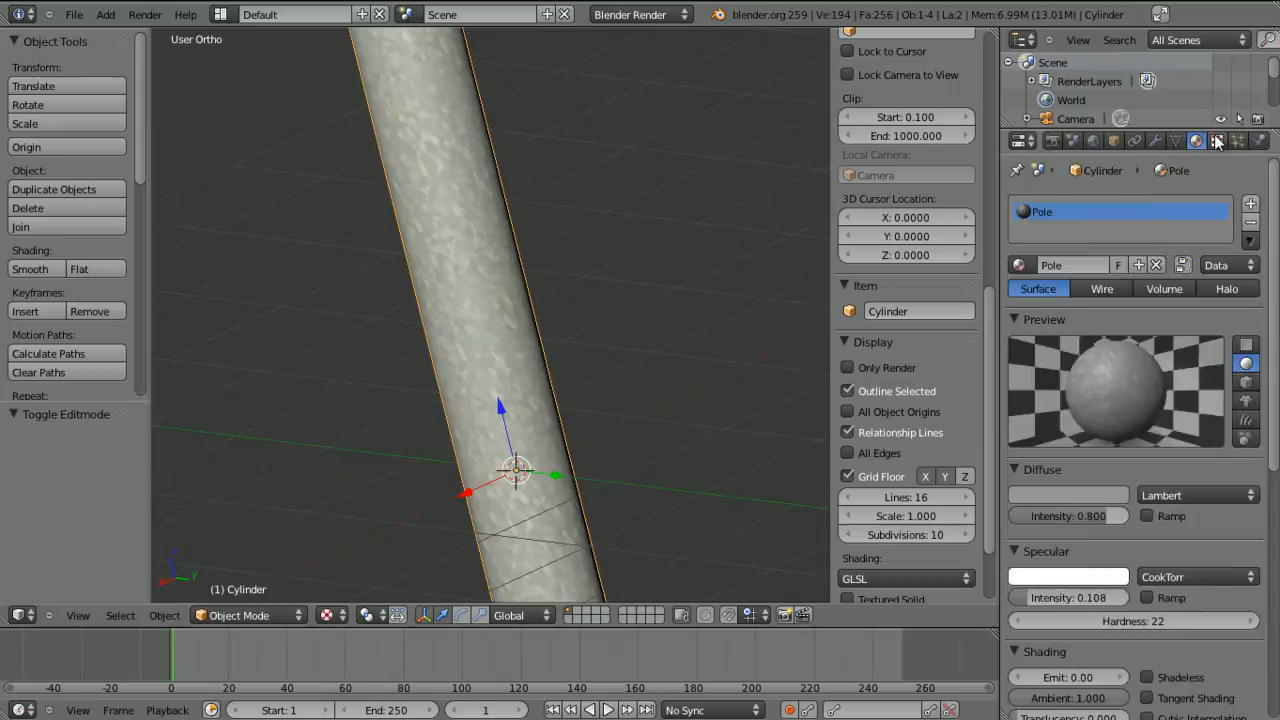 File Add Render Help Default Scene Blender Render blender.org 259 | Ve:194 | Fa:256 | Ob:1-4 | La:2 | Mem:6.99M (13.01M) | Cylinder
Object Tools
Transform:
Translate
Rotate
Scale
Origin
Object:
Duplicate Objects
Delete
Join
Shading:
Smooth Flat
Keyframes:
Insert Remove
Motion Paths:
Calculate Paths
Clear Paths
Repeat:
Toggle Editmode
User Ortho
(1) Cylinder
View Select Object Object Mode Global
Lock to Cursor
Lock Camera to View
Clip:
Start: 0.100
End: 1000.000
Local Camera:
Camera
3D Cursor Location:
X: 0.0000
Y: 0.0000
Z: 0.0000
Item
Cylinder
Display
Only Render
Outline Selected
All Object Origins
Relationship Lines
All Edges
Grid Floor X Y Z
Lines: 16
Scale: 1.000
Subdivisions: 10
Shading:
GLSL
Textured Solid
View Search All Scenes
Scene
RenderLayers
World
Camera
Cylinder Pole
Pole
Pole F Data
Surface Wire Volume Halo
Preview
Diffuse
Lambert
Intensity: 0.800 Ramp
Specular
CookTorr
Intensity: 0.108 Ramp
Hardness: 22
Shading
Emit: 0.00 Shadeless
Ambient: 1.000 Tangent Shading
Translucency: 0.000 Cubic Interpolation
-40 -20 0 20 40 60 80 100 120 140 160 180 200 220 240 260
View Frame Playback Start: 1 End: 250 1 No Sync